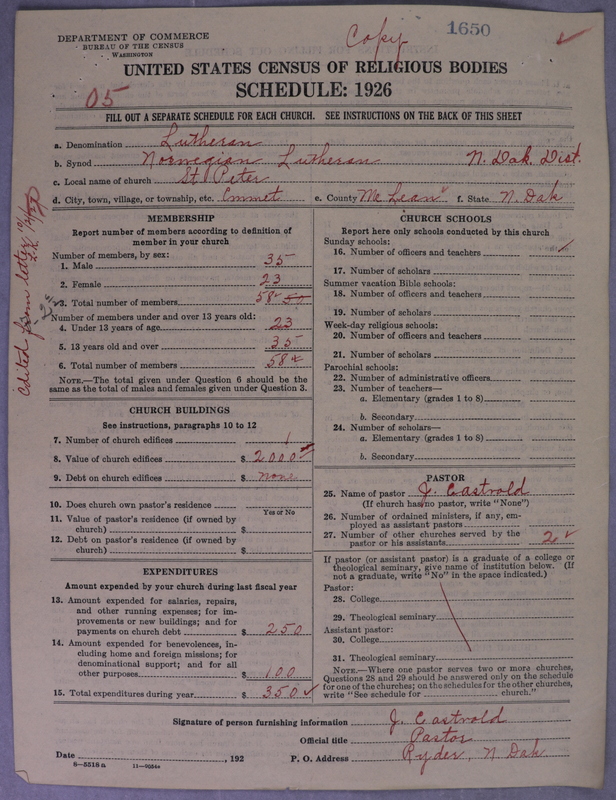 DEPARTMENT OF COMMERCE
BUREAU OF THE CENSUS
WASHINGTON
Copy
1650
UNITED STATES CENSUS OF RELIGIOUS BODIES
SCHEDULE: 1926
05
FILL OUT A SEPARATE SCHEDULE FOR EACH CHURCH. SEE INSTRUCTIONS ON THE BACK OF THIS SHEET
a. Denomination Lutheran
b. Synod Norwegian Lutheran N. Dak. Dist.
c. Local name of church St Peter
d. City, town, village, or township, etc. Emmet e. County McLean f. State N. Dak
Edited from letter
MEMBERSHIP
Report number of members according to definition of
member in your church
Number of members, by sex:
1. Male 35
2. Female 23
3. Total number of members 58 50
Number of members under and over 13 years old:
4. Under 13 years of age 23
5. 13 years old and over 35
6. Total number of members 58
NOTE.—The total given under Question 6 should be the
same as the total of males and females given under Question 3.
CHURCH BUILDINGS
See instructions, paragraphs 10 to 12
7. Number of church edifices 1
8. Value of church edifices $ 2000
9. Debt on church edifices $ none
10. Does church own pastor's residence
Yes or No
11. Value of pastor's residence (if owned by
church) $
12. Debt on pastor's residence (if owned by
church) $
EXPENDITURES
Amount expended by your church during last fiscal year
13. Amount expended for salaries, repairs,
and other running expenses; for im-
provements or new buildings; and for
payments on church debt $ 250
14. Amount expended for benevolences, in-
cluding home and foreign missions; for
denominational support; and for all
other purposes. $ 100
15. Total expenditures during year $ 350
CHURCH SCHOOLS
Report here only schools conducted by this church
Sunday schools:
16. Number of officers and teachers
17. Number of scholars
Summer vacation Bible schools:
18. Number of officers and teachers
19. Number of scholars
Week-day religious schools:
20. Number of officers and teachers
21. Number of scholars
Parochial schools:
22. Number of administrative officers
23. Number of teachers—
a. Elementary (grades 1 to 8)
b. Secondary
24. Number of scholars—
a. Elementary (grades 1 to 8)
b. Secondary
PASTOR
25. Name of pastor J. Eastvold
(If church has no pastor, write "None")
26. Number of ordained ministers, if any, em-
ployed as assistant pastors
27. Number of other churches served by the
pastor or his assistants 2
If pastor (or assistant pastor) is a graduate of a college or
theological seminary, give name of institution below. (If
not a graduate, write "No" in the space indicated.)
Pastor:
28. College
29. Theological seminary
Assistant pastor:
30. College
31. Theological seminary
NOTE.—Where one pastor serves two or more churches,
Questions 28 and 29 should be answered only on the schedule
for one of the churches; on the schedules for the other churches,
write "See schedule for church."
Signature of person furnishing information J. Eastvold
Official title Pastor
Date , 192 P. O. Address Ryder, N Dak
8—5518 a 11—9054a